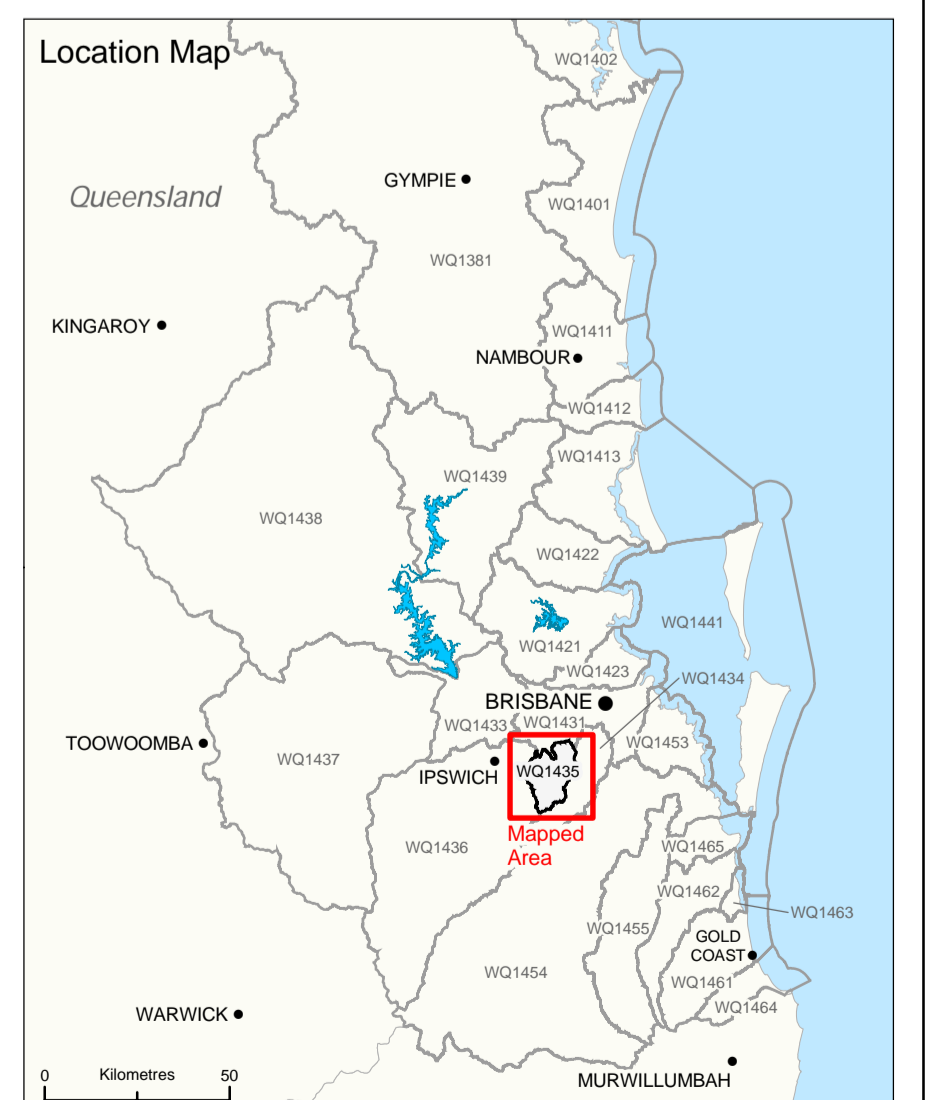 Location Map
WQ1402
GYMPIE
Queensland
WQ1401
WQ1381
KINGAROY
WQ1411
NAMBOUR
WQ1412
WQ1413
WQ1439
WQ1438
WQ1422
WQ1441
WQ1421
WQ1423
WQ1434
BRISBANE
WQ1433
WQ1431
WQ1453
TOOWOOMBA
WQ1437
IPSWICH
WQ1435
Mapped
Area
WQ1436
WQ1465
WQ1462
WQ1463
WQ1455
GOLD
COAST
WQ1454
WQ1461
WQ1464
WARWICK
0 Kilometres 50
MURWILLUMBAH